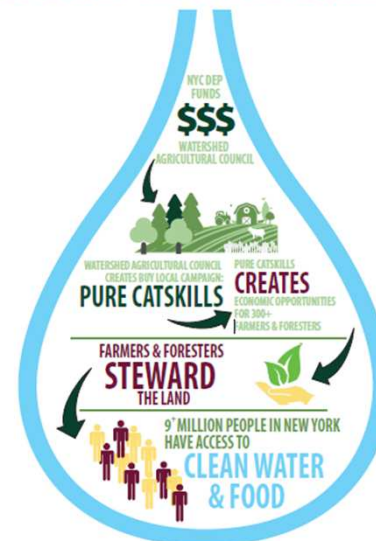 NYC DEP
FUNDS
$$$
WATERSHED
AGRICULTURAL COUNCIL
WATERSHED AGRICULTURAL COUNCIL
CREATES BUY LOCAL CAMPAIGN:
PURE CATSKILLS
PURE CATSKILLS
CREATES
ECONOMIC OPPORTUNITIES
FOR 300+
FARMERS & FORESTERS
FARMERS & FORESTERS
STEWARD
THE LAND
9+ MILLION PEOPLE IN NEW YORK
HAVE ACCESS TO
CLEAN WATER
& FOOD